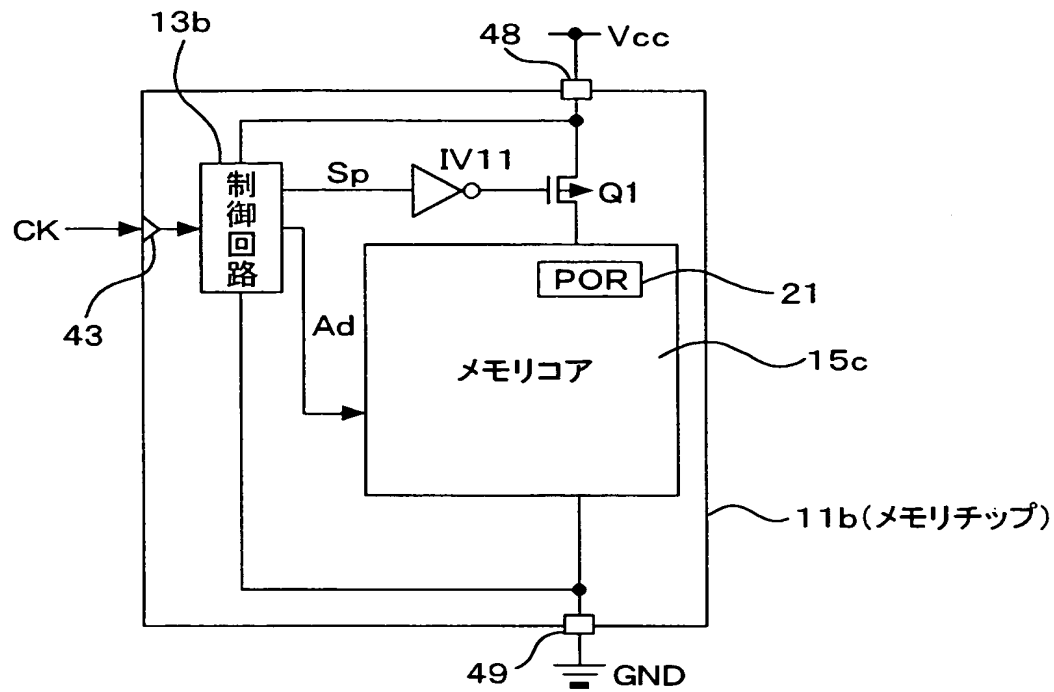 13b
48
Vcc
制御回路
Sp
IV11
Q1
CK
43
POR
21
Ad
メモリコア
15c
11b(メモリチップ)
49
GND